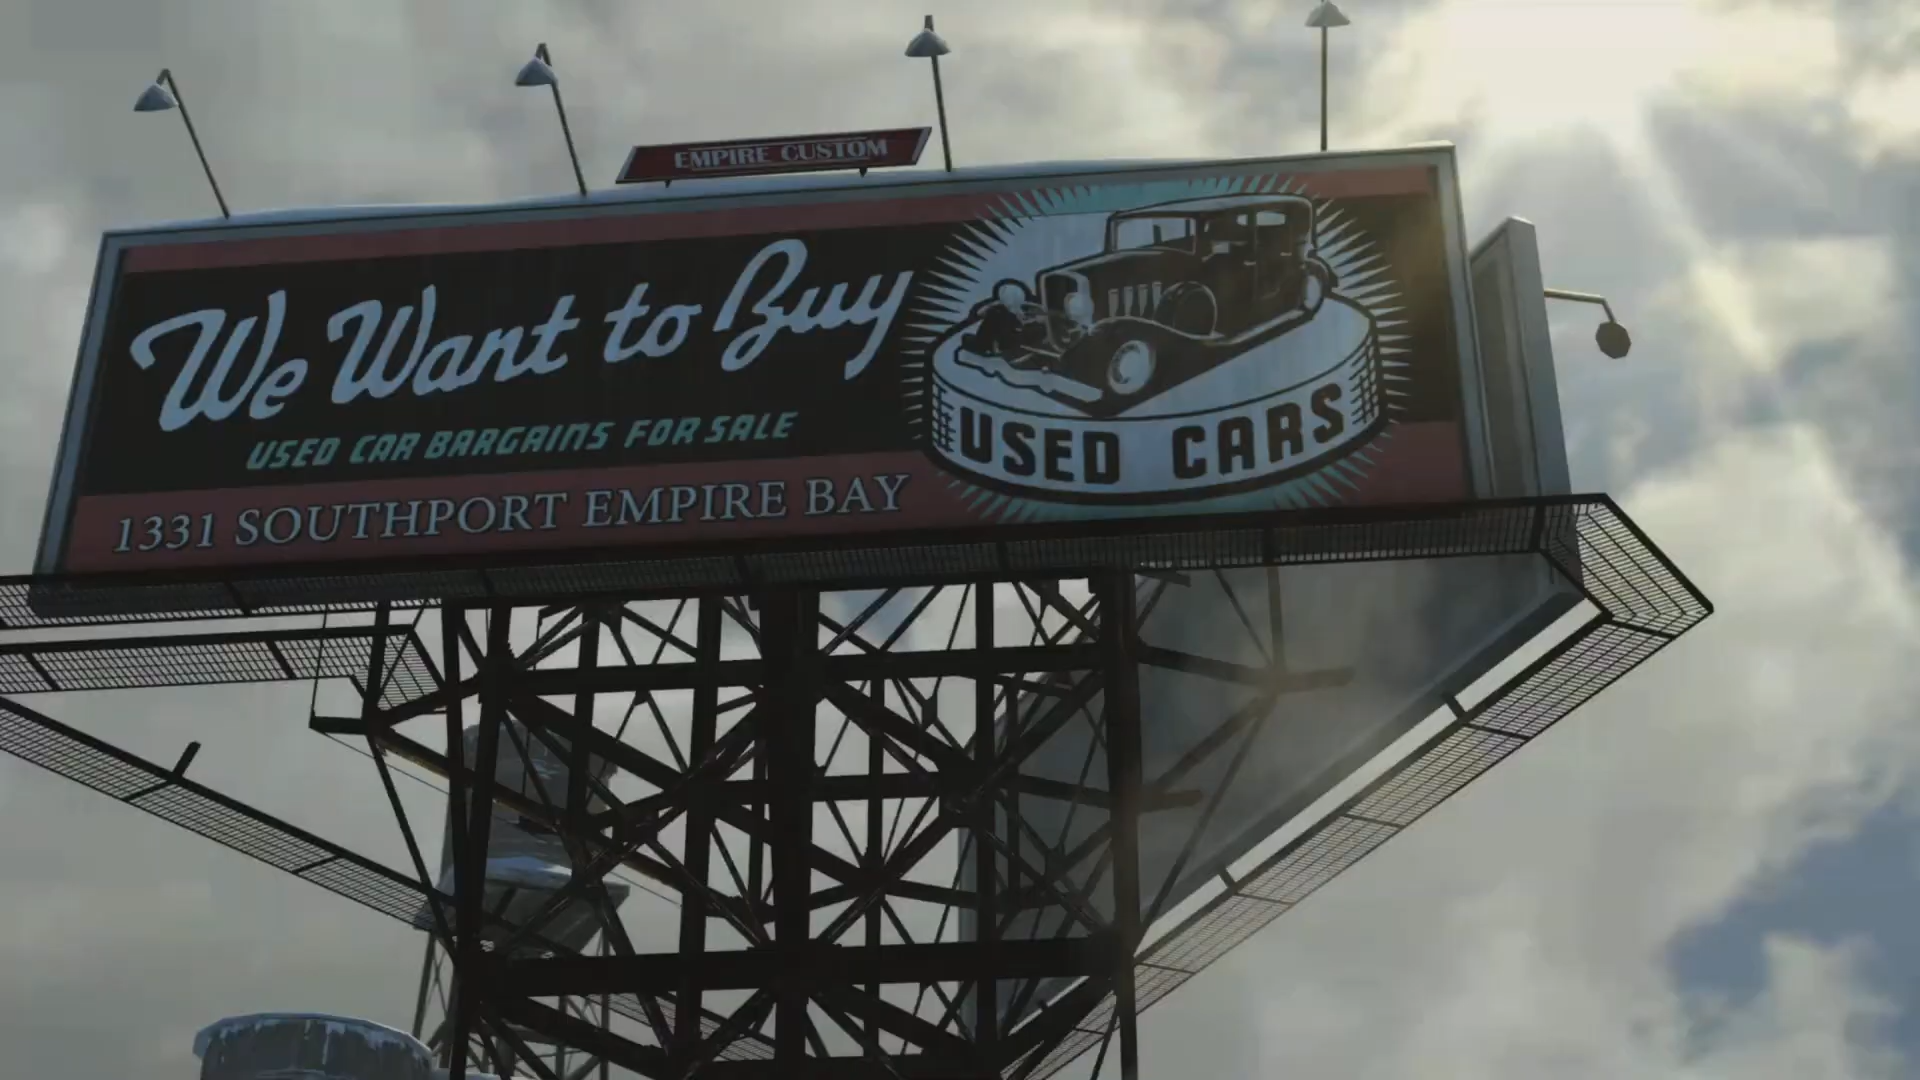 EMPIRE CUSTOM
We Want to Buy
USED CAR BARGAINS FOR SALE
1331 SOUTHPORT EMPIRE BAY
USED CARS